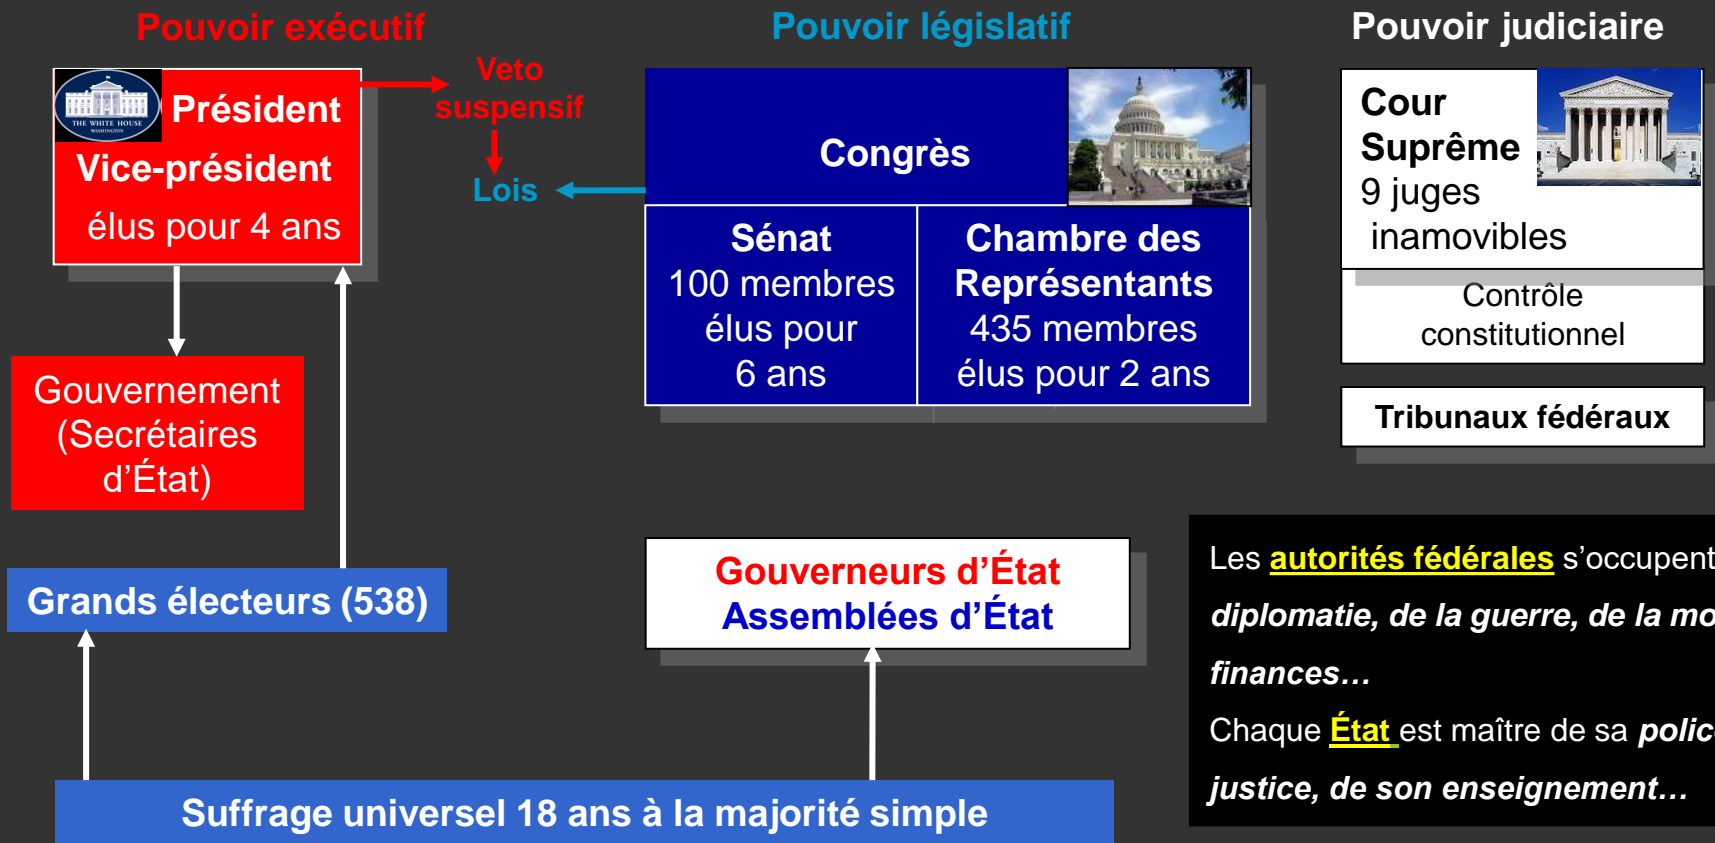 Pouvoir exécutif
Pouvoir législatif
Pouvoir judiciaire
THE WHITE HOUSE
WASHINGTON
Président
Vice-président
élus pour 4 ans
Veto
suspensif
Lois
Congrès
Sénat
100 membres
élus pour
6 ans
Chambre des
Représentants
435 membres
élus pour 2 ans
Cour
Suprême
9 juges
inamovibles
Contrôle
constitutionnel
Tribunaux fédéraux
Gouvernement
(Secrétaires
d’État)
Grands électeurs (538)
Gouverneurs d’État
Assemblées d’État
Les autorités fédérales s’occupent
diplomatie, de la guerre, de la
finances…
Chaque État est maître de sa
justice, de son enseignement…
Suffrage universel 18 ans à la majorité simple